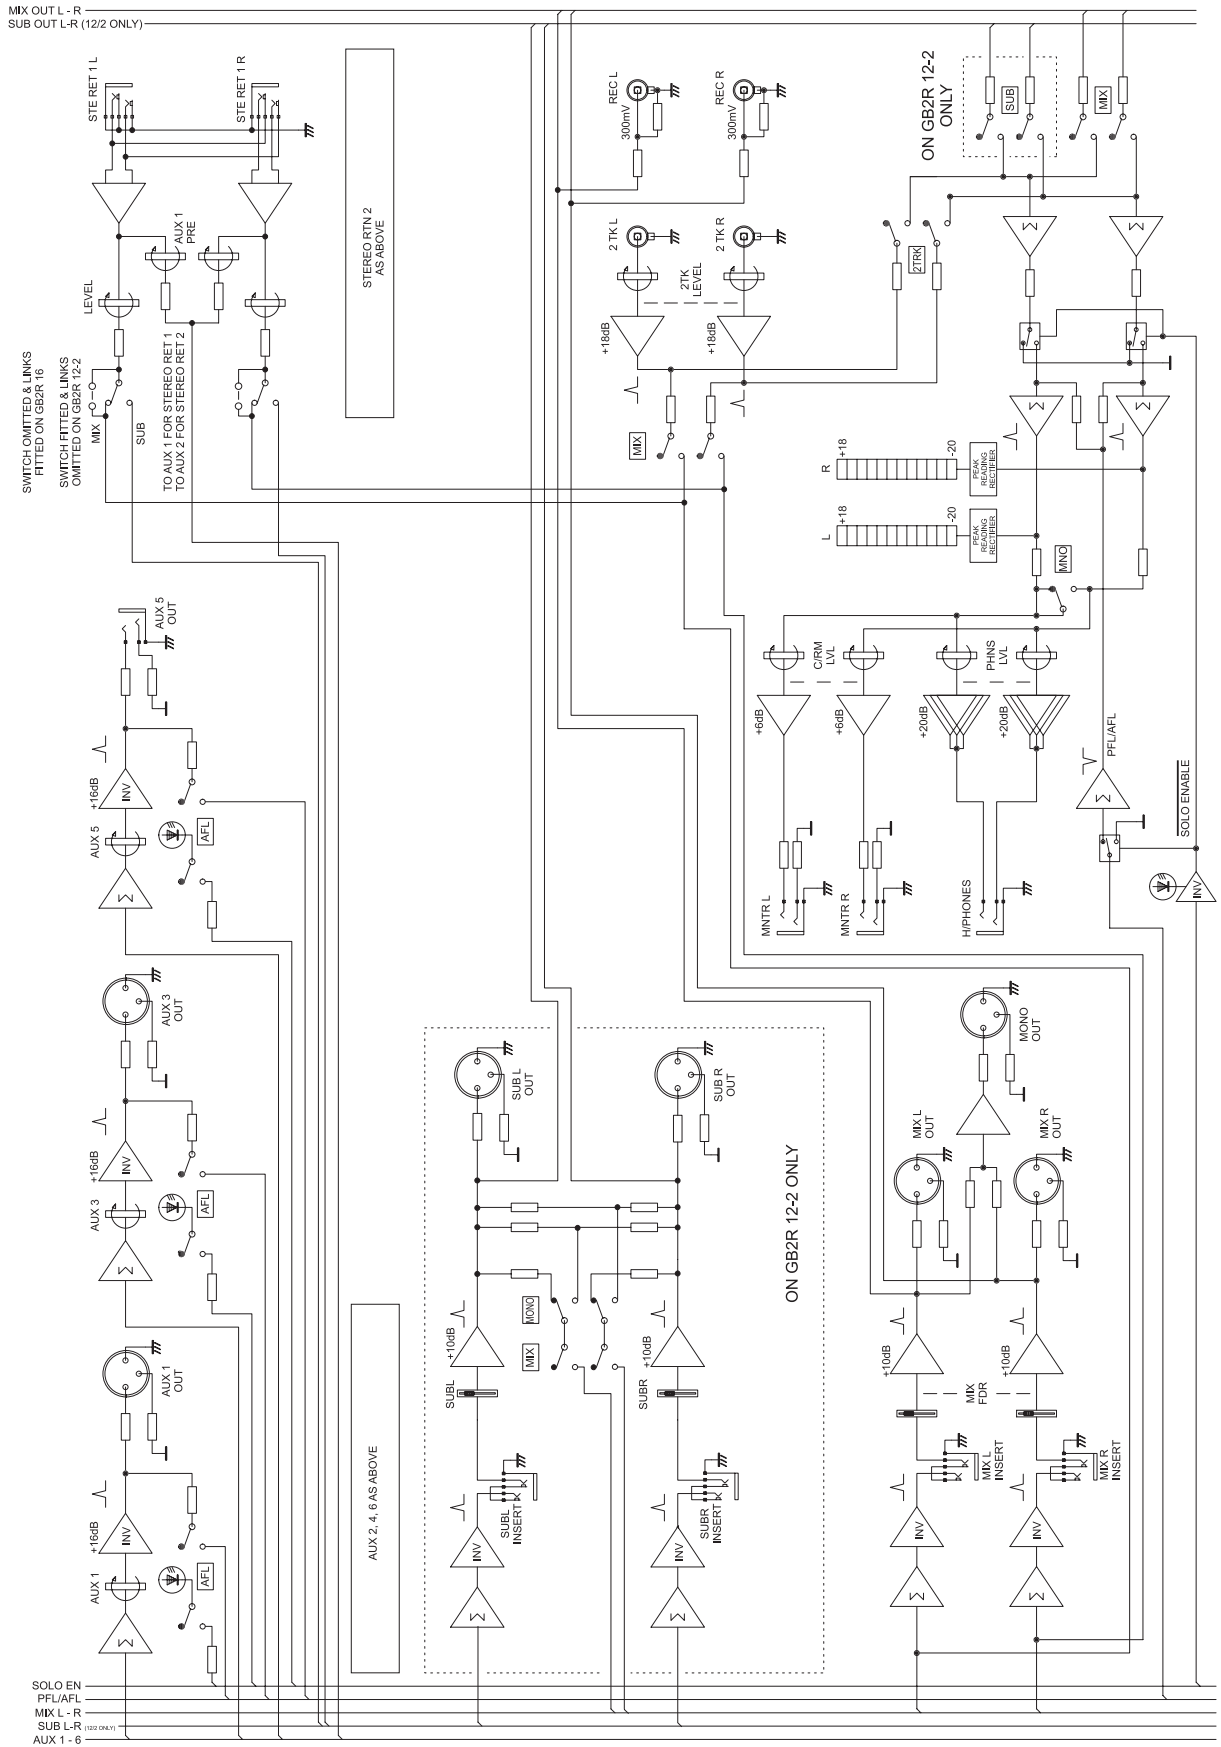 MIX OUT L - R
SUB OUT L-R (12/2 ONLY)
STE RET 1 L
STE RET 1 R
AUX 1
PRE
LEVEL
SWITCH OMITTED & LINKS
FITTED ON GB2R 16
SWITCH FITTED & LINKS
OMITTED ON GB2R 12-2
MIX
SUB
TO AUX 1 FOR STEREO RET 1
TO AUX 2 FOR STEREO RET 2
STEREO RTN 2
AS ABOVE
REC L
300mV
REC R
300mV
2 TK L
2 TK R
2TK
LEVEL
+18dB
+18dB
MIX
ON GB2R 12-2
ONLY
SUB
MIX
2TRK
Σ
Σ
Σ
Σ
R
+18
-20
PEAK
READING
RECTIFIER
L
+18
-20
PEAK
READING
RECTIFIER
MNO
C/RM
LVL
PHNS
LVL
+6dB
+6dB
+20dB
+20dB
PFL/AFL
Σ
SOLO ENABLE
INV
MNTR L
MNTR R
H/PHONES
AUX 5
OUT
+16dB
INV
AUX 5
AFL
Σ
AUX 3
OUT
+16dB
INV
AUX 3
AFL
Σ
AUX 1
OUT
+16dB
INV
AUX 1
AFL
Σ
AUX 2, 4, 6 AS ABOVE
SUB L
OUT
SUB R
OUT
ON GB2R 12-2 ONLY
MONO
MIX
+10dB
+10dB
SUBL
SUBR
SUBL
INSERT
SUBR
INSERT
INV
INV
Σ
Σ
MONO
OUT
MIX L
OUT
MIX R
OUT
+10dB
+10dB
MIX
FDR
MIX L
INSERT
MIX R
INSERT
INV
INV
Σ
Σ
SOLO EN
PFL/AFL
MIX L - R
SUB L-R (12/2 ONLY)
AUX 1 - 6